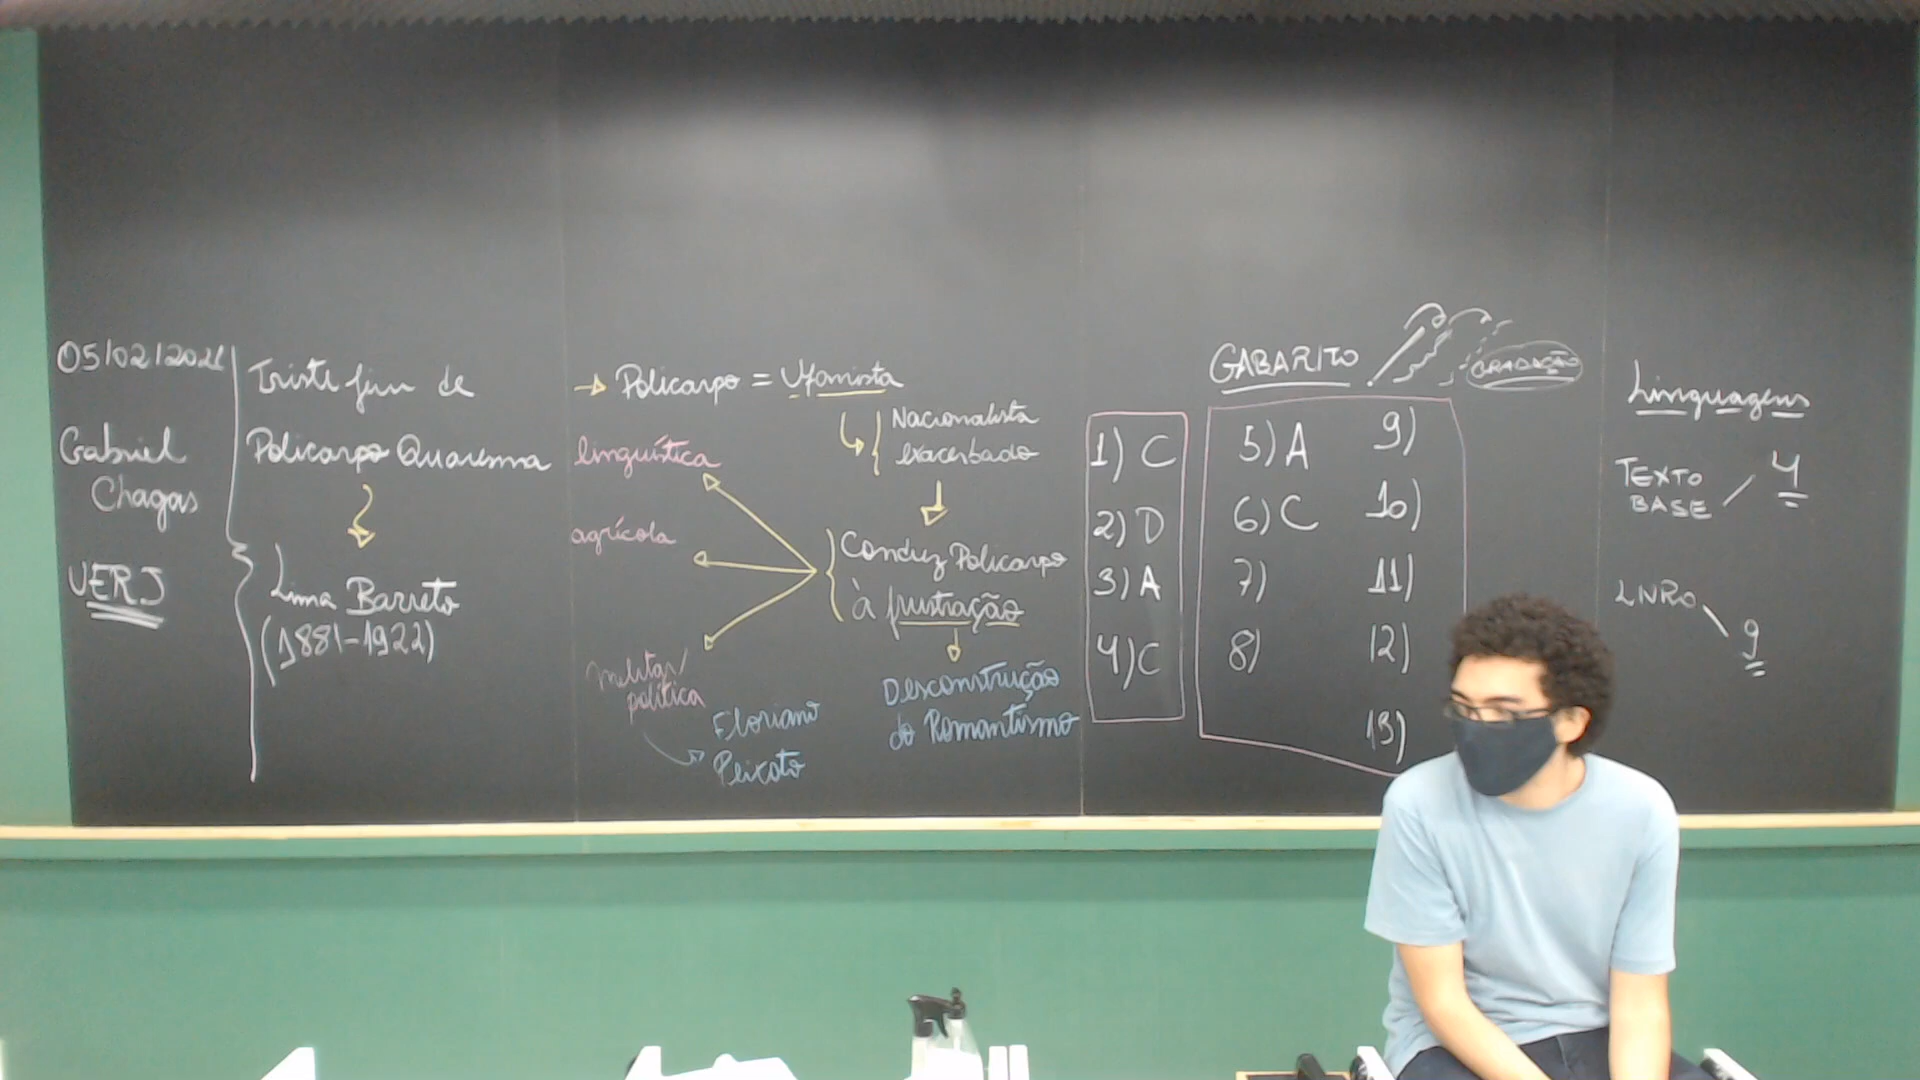 05/02/2021
Gabriel
Chagas
UERJ
Triste fim de
Policarpo Quaresma
Lima Barreto
(1881-1922)
→ Policarpo = Ufanista
Nacionalista
exacerbado
Conduz Policarpo
à frustração
Desconstrução
do Romantismo
linguística
agrícola
militar/
política
Floriano
Peixoto
GABARITO
GRADAÇÃO
1) C
2) D
3) A
4) C
5) A
6) C
7)
8)
9)
10)
11)
12)
13)
Linguagens
TEXTO
BASE
4
LIVRO
9